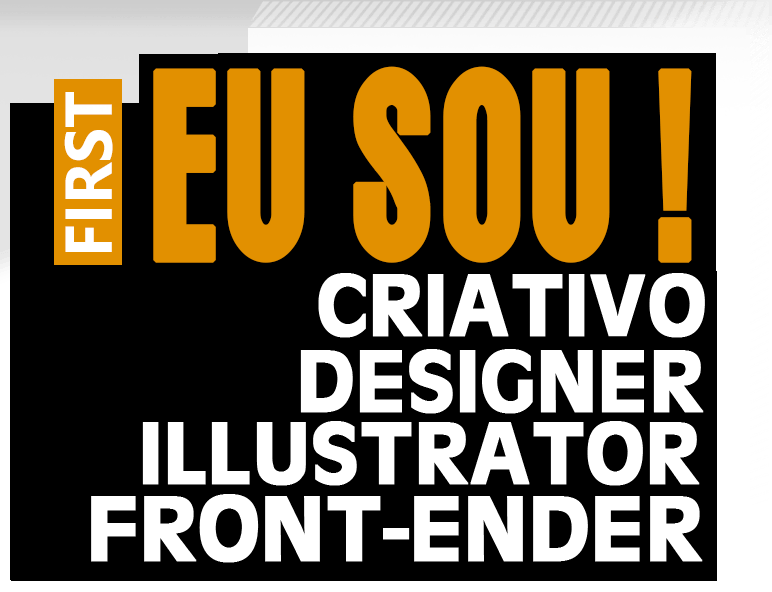 FIRST
EU SOU !
CRIATIVO
DESIGNER
ILLUSTRATOR
FRONT-ENDER